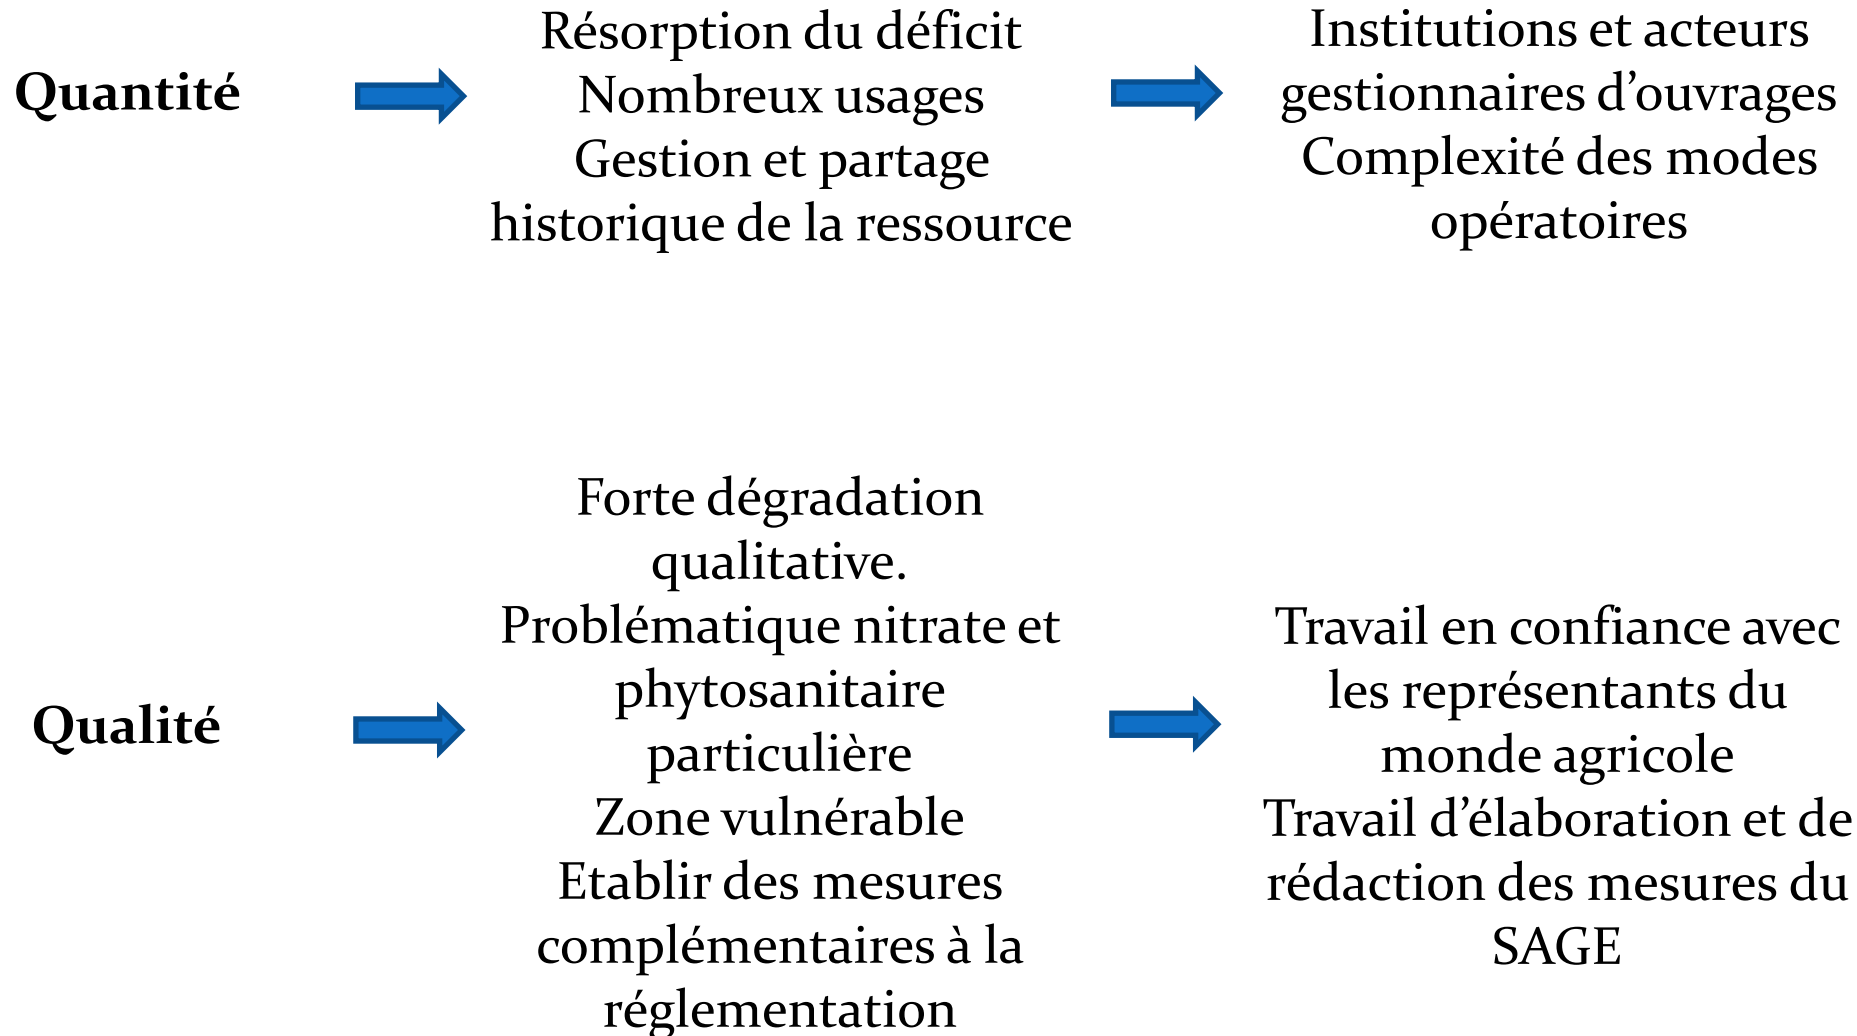 Quantité
Résorption du déficit
Nombreux usages
Gestion et partage
historique de la ressource
Institutions et acteurs
gestionnaires d’ouvrages
Complexité des modes
opératoires
Qualité
Forte dégradation
qualitative.
Problématique nitrate et
phytosanitaire
particulière
Zone vulnérable
Etablir des mesures
complémentaires à la
réglementation
Travail en confiance avec
les représentants du
monde agricole
Travail d’élaboration et de
rédaction des mesures du
SAGE